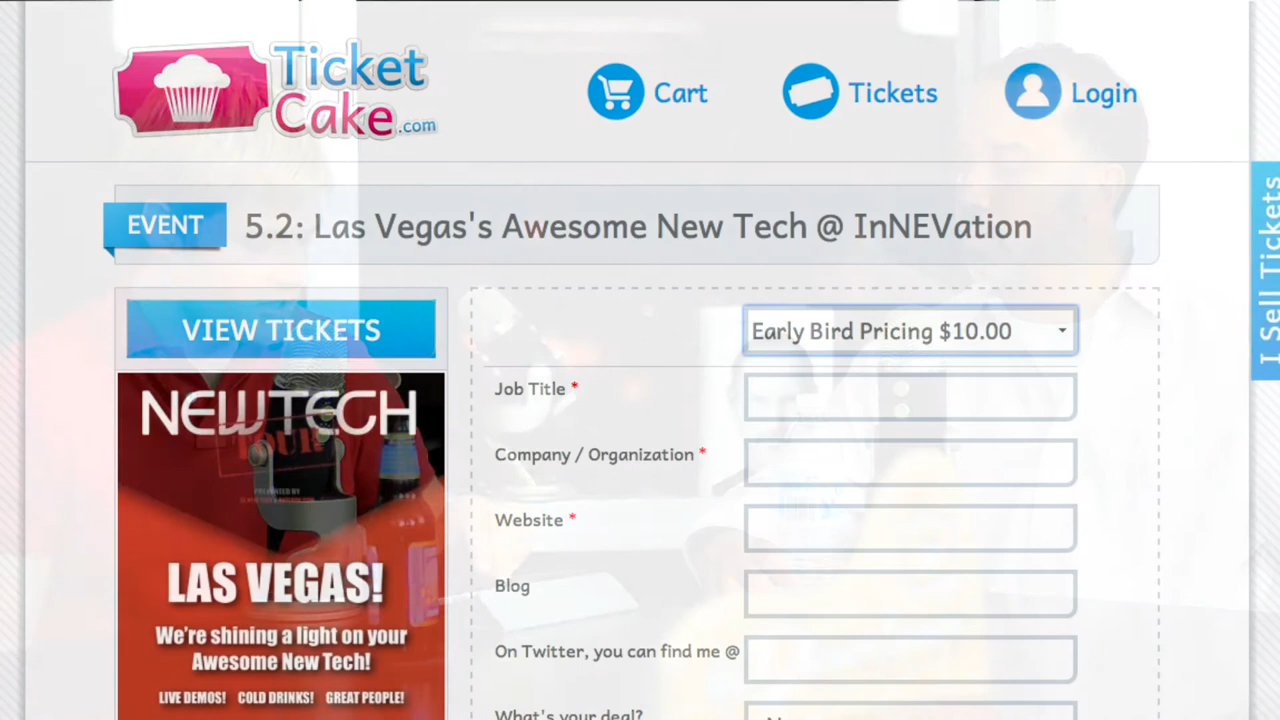 Ticket
Cake.com
Cart
Tickets
Login
EVENT
5.2: Las Vegas's Awesome New Tech @ InNEVation
I Sell Tickets
VIEW TICKETS
Early Bird Pricing $10.00
NEWTECH
TOUR
PRESENTED BY
LAS VEGAS!
We're shining a light on your
Awesome New Tech!
LIVE DEMOS! COLD DRINKS! GREAT PEOPLE!
Job Title *
Company / Organization *
Website *
Blog
On Twitter, you can find me @
What's your deal?